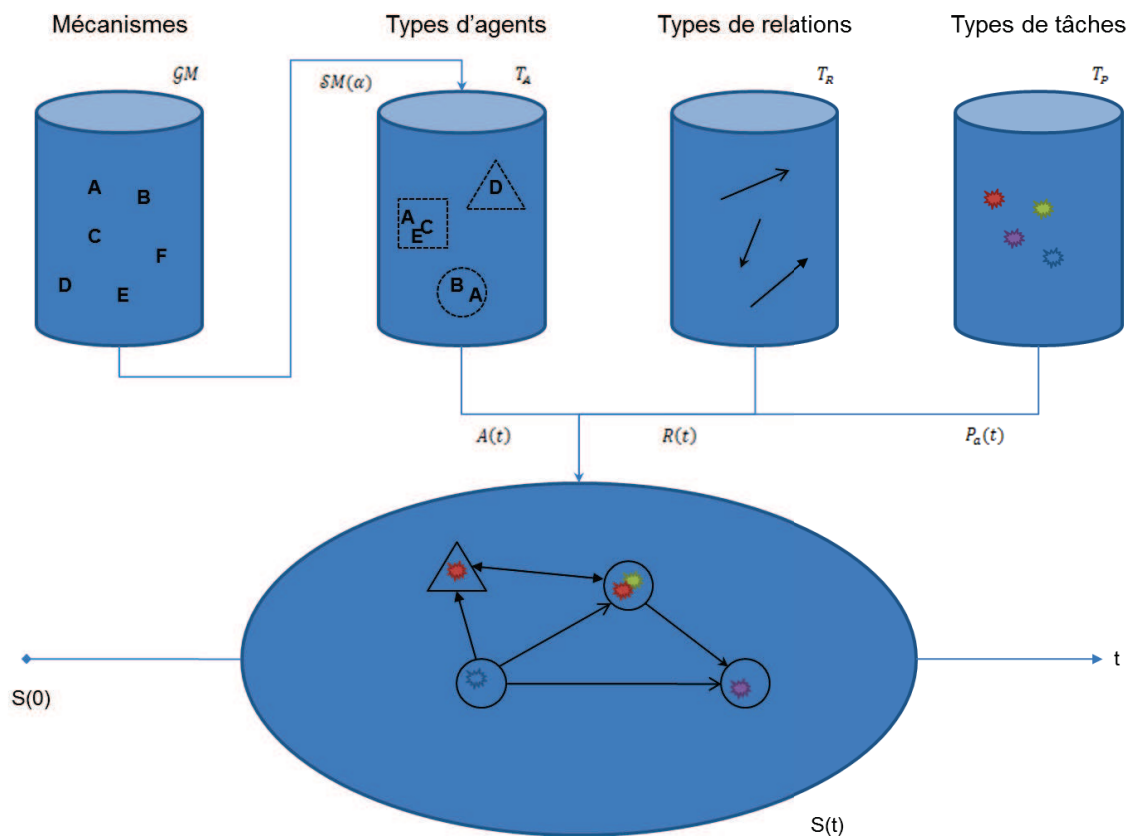 Mécanismes
Types d'agents
Types de relations
Types de tâches
𝒢M
𝒮M(α)
T_A
T_R
T_P
A
B
C
F
D
E
D
A
C
E
B
A
A(t)
R(t)
P_a(t)
S(0)
t
S(t)